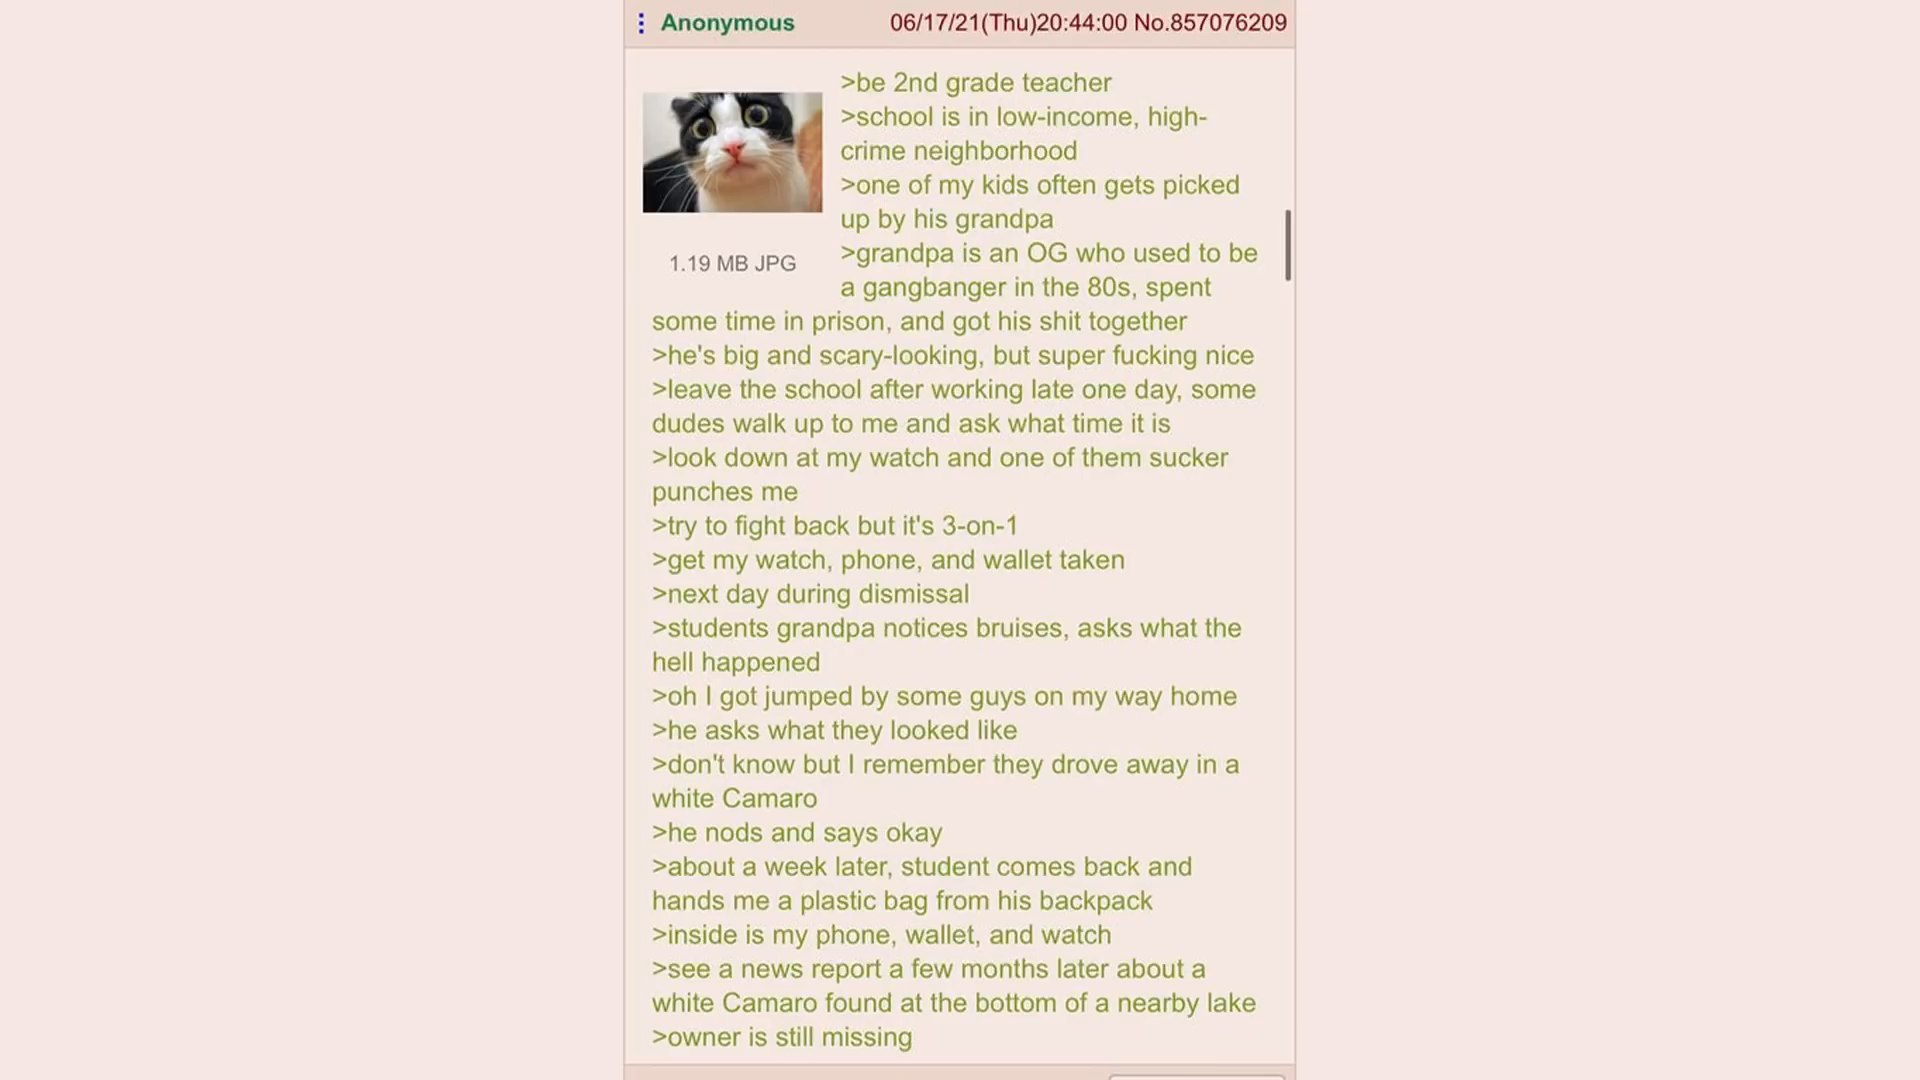 Anonymous 06/17/21(Thu)20:44:00 No.857076209
>be 2nd grade teacher
>school is in low-income, high-
crime neighborhood
>one of my kids often gets picked
up by his grandpa
>grandpa is an OG who used to be
a gangbanger in the 80s, spent
1.19 MB JPG
some time in prison, and got his shit together
>he's big and scary-looking, but super fucking nice
>leave the school after working late one day, some
dudes walk up to me and ask what time it is
>look down at my watch and one of them sucker
punches me
>try to fight back but it's 3-on-1
>get my watch, phone, and wallet taken
>next day during dismissal
>students grandpa notices bruises, asks what the
hell happened
>oh I got jumped by some guys on my way home
>he asks what they looked like
>don't know but I remember they drove away in a
white Camaro
>he nods and says okay
>about a week later, student comes back and
hands me a plastic bag from his backpack
>inside is my phone, wallet, and watch
>see a news report a few months later about a
white Camaro found at the bottom of a nearby lake
>owner is still missing